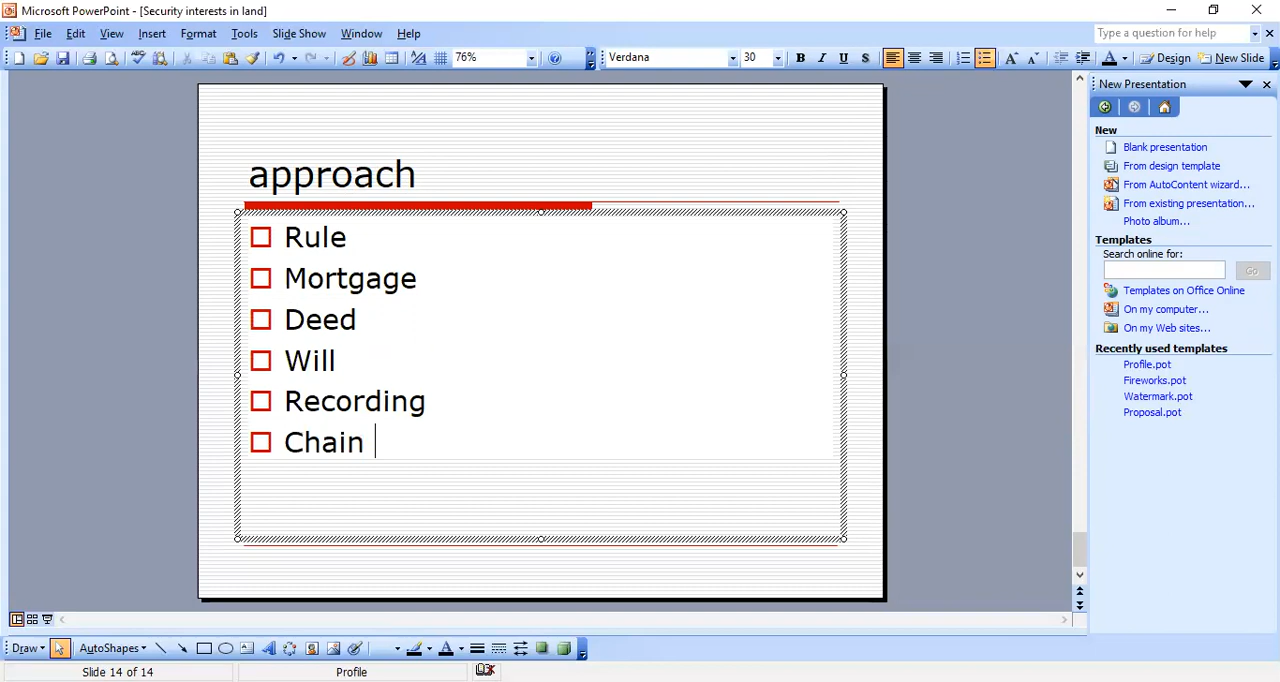 Microsoft PowerPoint - [Security interests in land]
File Edit View Insert Format Tools Slide Show Window Help
Type a question for help
76%
Verdana
30
B I U S
A
Design
New Slide
New Presentation
New
Blank presentation
From design template
From AutoContent wizard...
From existing presentation...
Photo album...
Templates
Search online for:
Go
Templates on Office Online
On my computer...
On my Web sites...
Recently used templates
Profile.pot
Fireworks.pot
Watermark.pot
Proposal.pot
approach
Rule
Mortgage
Deed
Will
Recording
Chain
Draw
AutoShapes
Slide 14 of 14
Profile